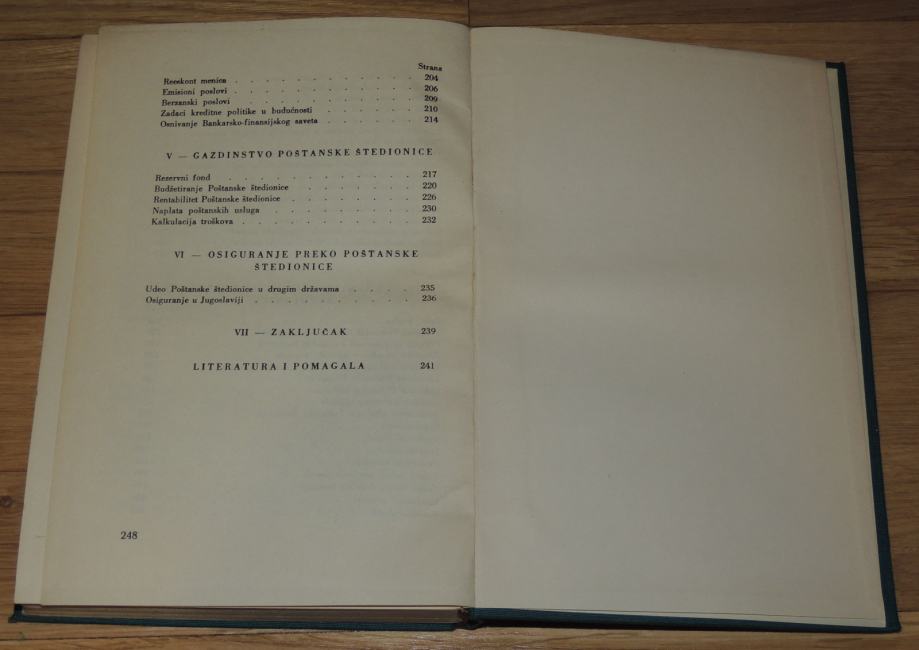 Strana
Reeskont menica . . . . . . . . . . . 204
Emisioni poslovi . . . . . . . . . . . 206
Berzanski poslovi . . . . . . . . . . . 209
Zadaci kreditne politike u budućnosti . . . . . 210
Osnivanje Bankarsko-finansijskog saveta . . . . . 214
V — GAZDINSTVO POŠTANSKE ŠTEDIONICE
Rezervni fond . . . . . . . . . . . . 217
Budžetiranje Poštanske štedionice . . . . . . . 220
Rentabilitet Poštanske štedionice . . . . . . . 226
Naplata poštanskih usluga . . . . . . . . . 230
Kalkulacija troškova . . . . . . . . . . . 232
VI — OSIGURANJE PREKO POŠTANSKE
ŠTEDIONICE
Udeo Poštanske štedionice u drugim državama . . . . 235
Osiguranje u Jugoslaviji . . . . . . . . . . 236
VII — ZAKLJUČAK 239
LITERATURA I POMAGALA 241
248